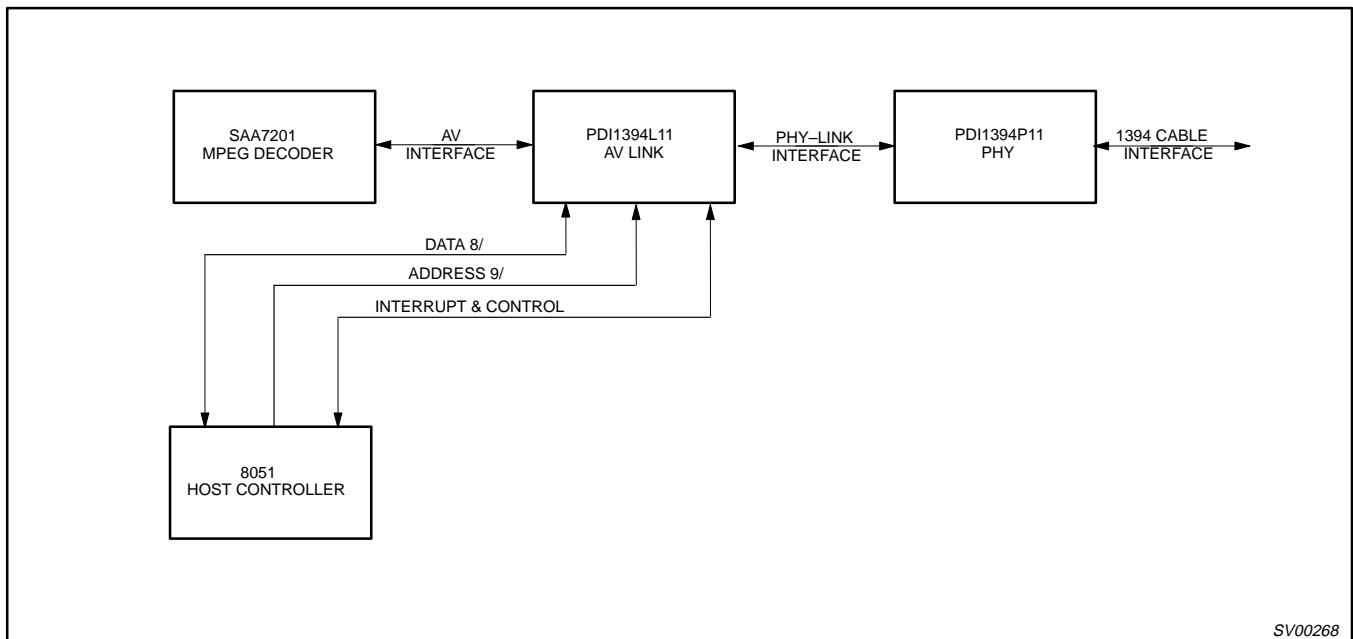 SAA7201
MPEG DECODER
AV
INTERFACE
PDI1394L11
AV LINK
PHY–LINK
INTERFACE
PDI1394P11
PHY
1394 CABLE
INTERFACE
DATA 8/
ADDRESS 9/
INTERRUPT & CONTROL
8051
HOST CONTROLLER
SV00268